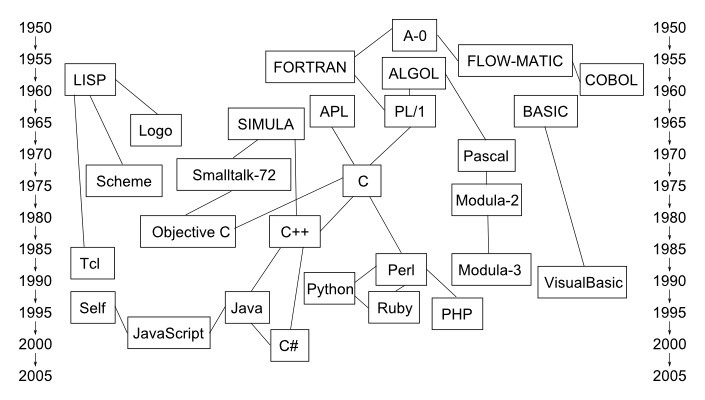 1950
A-0
1950
1955
FORTRAN
FLOW-MATIC
1955
LISP
ALGOL
COBOL
1960
1960
APL
PL/1
BASIC
1965
Logo
SIMULA
1965
1970
Pascal
1970
Scheme
Smalltalk-72
C
1975
1975
Modula-2
1980
Objective C
C++
1980
1985
1985
Tcl
Perl
Modula-3
1990
Python
VisualBasic
1990
Self
Java
Ruby
PHP
1995
1995
JavaScript
2000
C#
2000
2005
2005